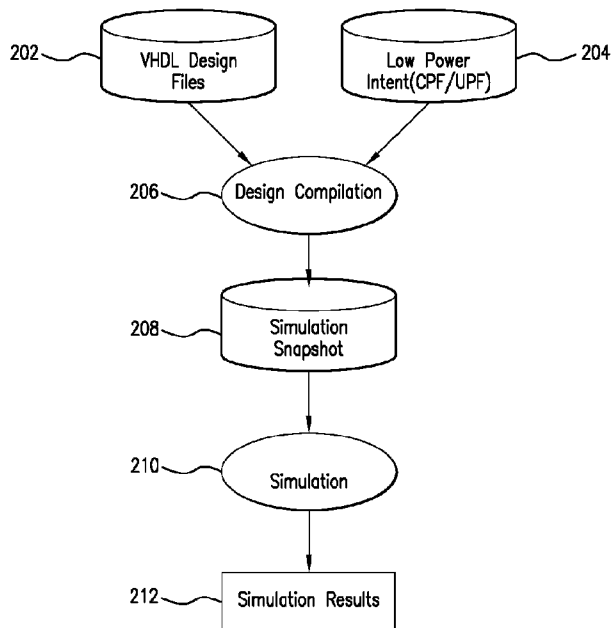 202
VHDL Design
Files
Low Power
Intent(CPF/UPF)
204
206
Design Compilation
208
Simulation
Snapshot
210
Simulation
212
Simulation Results